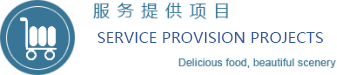 服务提供项目
SERVICE PROVISION PROJECTS
Delicious food, beautiful scenery